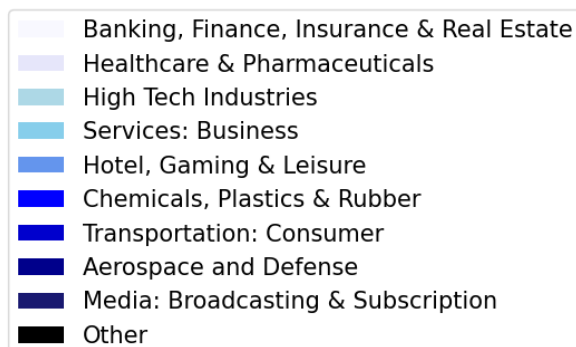 Banking, Finance, Insurance & Real Estate
Healthcare & Pharmaceuticals
High Tech Industries
Services: Business
Hotel, Gaming & Leisure
Chemicals, Plastics & Rubber
Transportation: Consumer
Aerospace and Defense
Media: Broadcasting & Subscription
Other